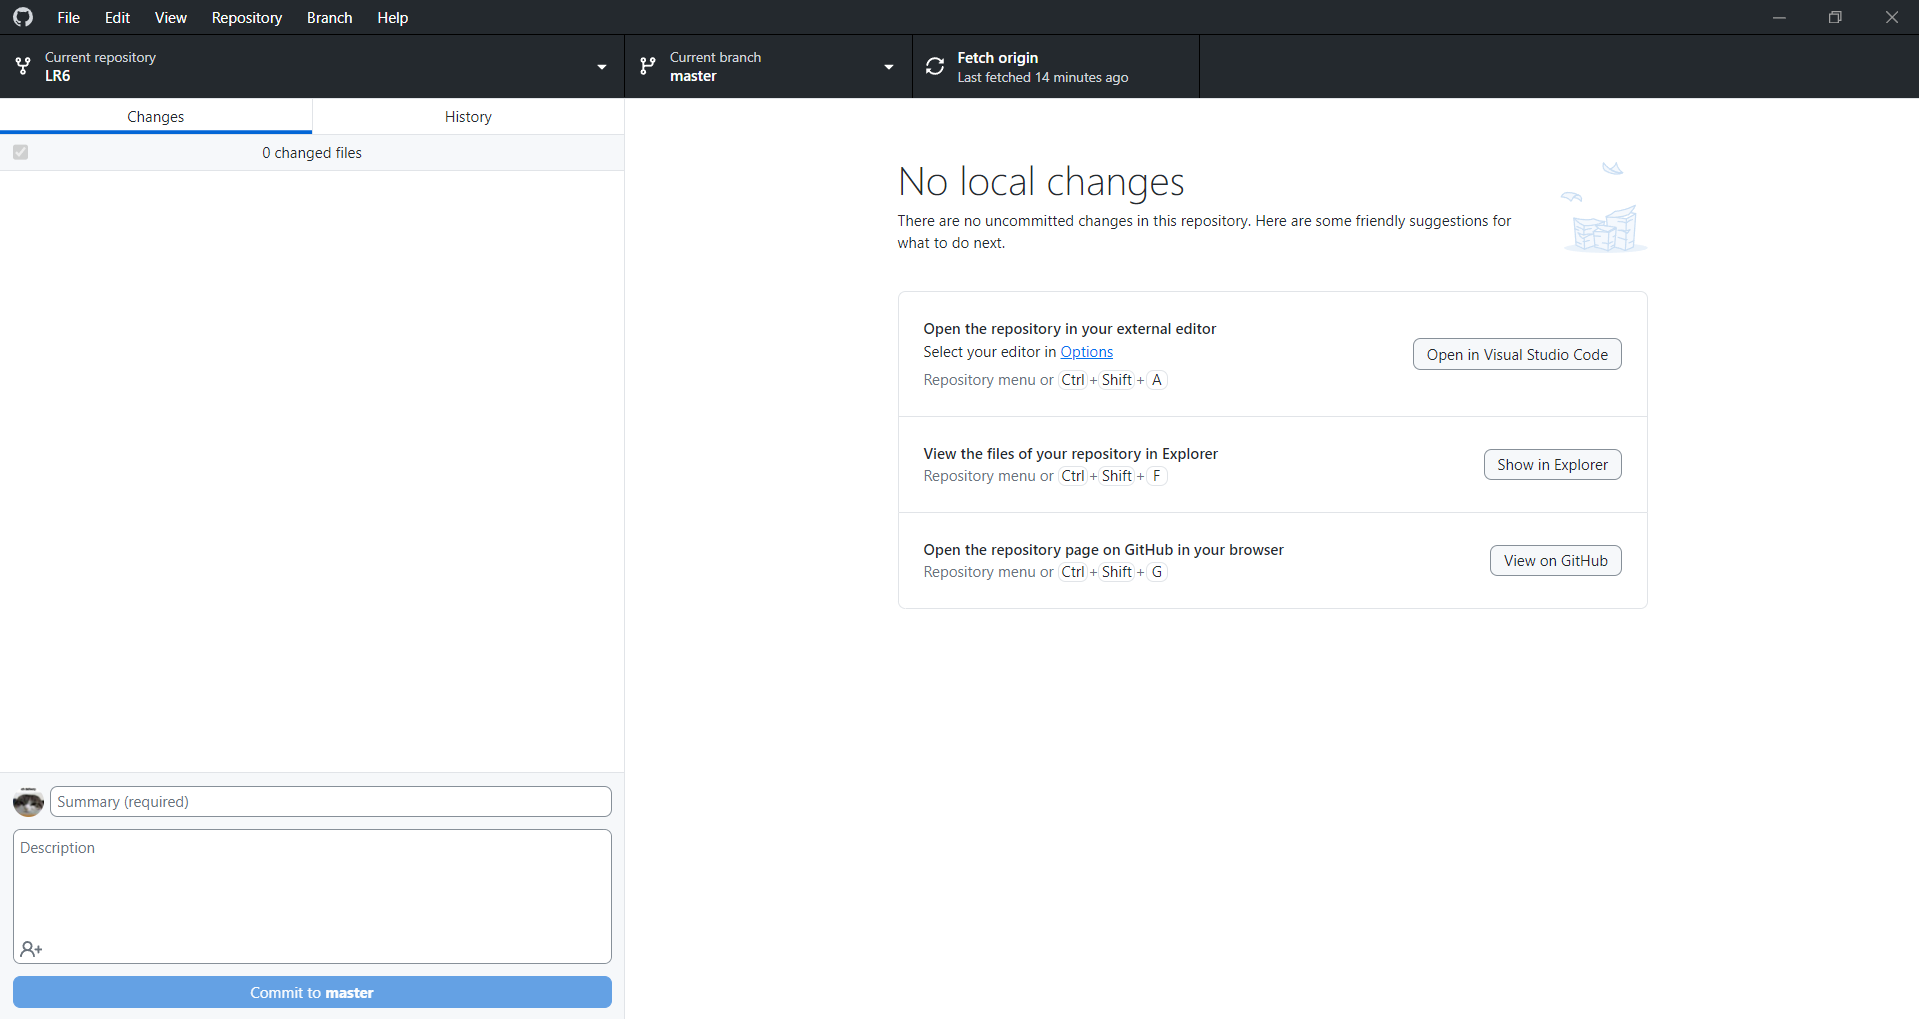 File Edit View Repository Branch Help
Current repository
LR6
Current branch
master
Fetch origin
Last fetched 14 minutes ago
Changes
History
0 changed files
No local changes
There are no uncommitted changes in this repository. Here are some friendly suggestions for
what to do next.
Open the repository in your external editor
Select your editor in Options
Repository menu or Ctrl + Shift + A
Open in Visual Studio Code
View the files of your repository in Explorer
Repository menu or Ctrl + Shift + F
Show in Explorer
Open the repository page on GitHub in your browser
Repository menu or Ctrl + Shift + G
View on GitHub
Summary (required)
Description
Commit to master